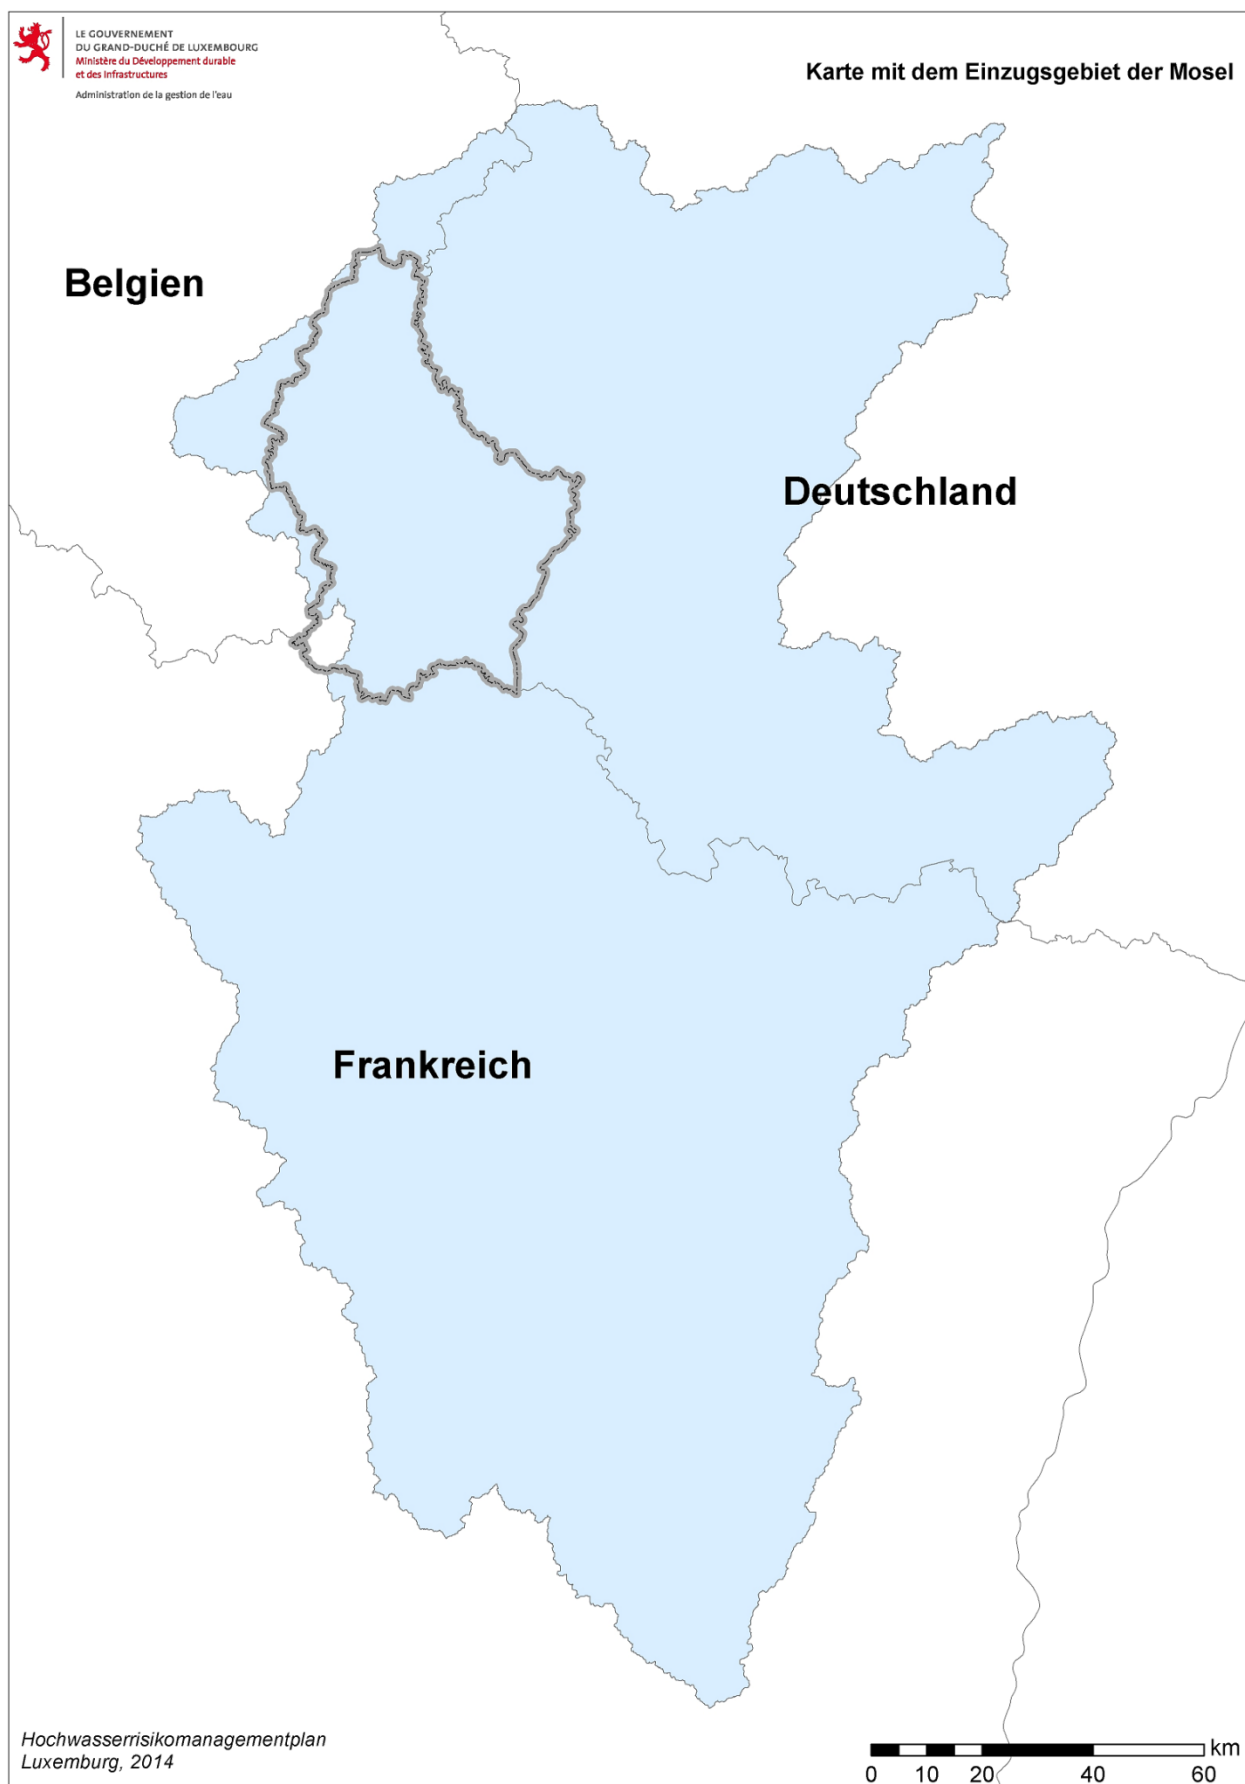 LE GOUVERNEMENT
DU GRAND-DUCHÉ DE LUXEMBOURG
Ministère du Développement durable
et des Infrastructures
Administration de la gestion de l'eau
Karte mit dem Einzugsgebiet der Mosel
Belgien
Deutschland
Frankreich
Hochwasserrisikomanagementplan
Luxemburg, 2014
km
0 10 20 40 60